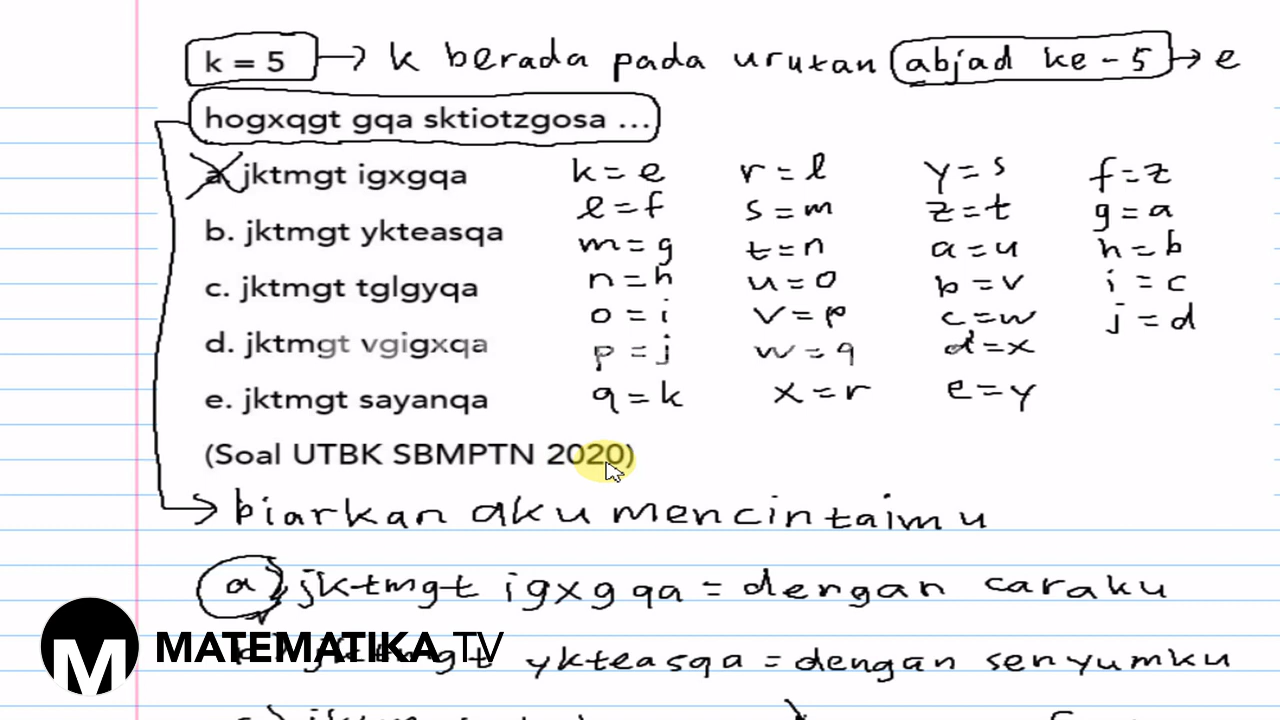 k = 5 → k berada pada urutan abjad ke - 5 → e
hogxqgt gqa sktiotzgosa ...
a. jktmgt igxgqa
b. jktmgt ykteasqa
c. jktmgt tglgyqa
d. jktmgt vgigxqa
e. jktmgt sayanqa
(Soal UTBK SBMPTN 2020)
k = e r = l y = s f = z
l = f s = m z = t g = a
m = g t = n a = u h = b
n = h u = o b = v i = c
o = i v = p c = w j = d
p = j w = q d = x
q = k x = r e = y
→ biarkan aku mencintaimu
a) jktmgt igxgqa = dengan caraku
ykteasqa = dengan senyumku
M MATEMATIKA TV